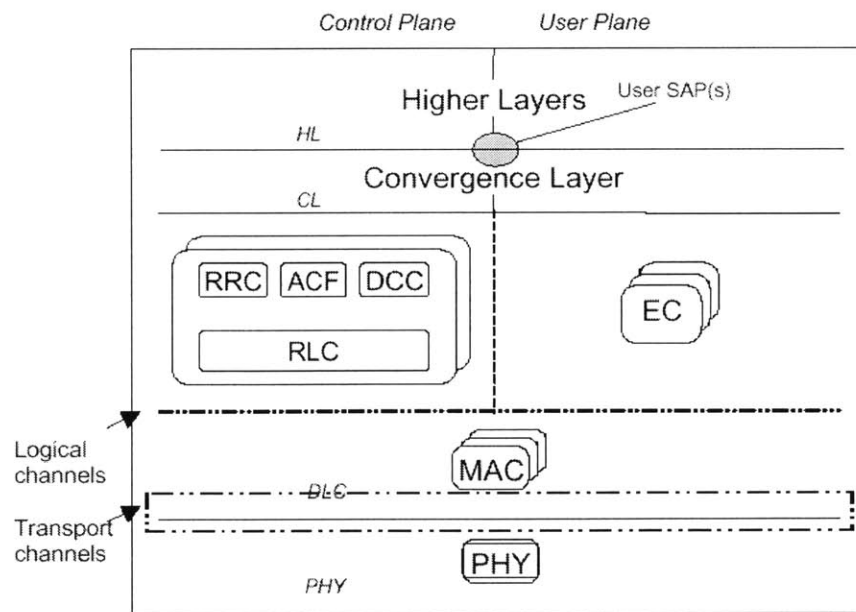 Control Plane User Plane
Higher Layers
User SAP(s)
HL
Convergence Layer
CL
RRC ACF DCC
EC
RLC
Logical
channels
MAC
DLC
Transport
channels
PHY
PHY